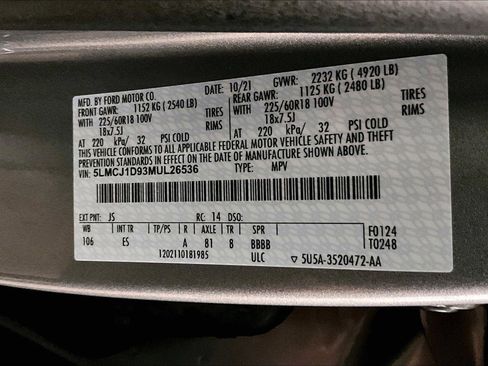 MFD. BY FORD MOTOR CO. DATE: 10/21 GVWR: 2232 KG ( 4920 LB)
FRONT GAWR: 1152 KG ( 2540 LB) REAR GAWR: 1125 KG ( 2480 LB)
WITH 225/60R18 100V TIRES WITH 225/60R18 100V TIRES
18x7.5J RIMS 18x7.5J RIMS
AT 220 kPa/ 32 PSI COLD AT 220 kPa/ 32 PSI COLD
THIS VEHICLE CONFORMS TO ALL APPLICABLE FEDERAL MOTOR VEHICLE SAFETY AND THEFT
PREVENTION STANDARDS IN EFFECT ON THE DATE OF MANUFACTURE SHOWN ABOVE.
VIN: 5LMCJ1D93MUL26536 TYPE: MPV
EXT PNT: JS RC: 14 DSO:
WB INT TR TP/PS R AXLE TR SPR F0124
106 ES A 81 8 BBBB T0248
1202110181985 ULC ▽ 5U5A-3520472-AA